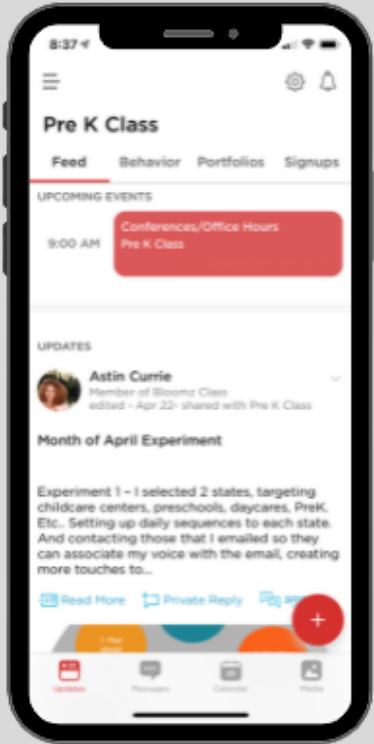 8:37
Pre K Class
Feed Behavior Portfolios Signups
UPCOMING EVENTS
9:00 AM
Conferences/Office Hours
Pre K Class
UPDATES
Astin Currie
Member of Bloomz Class
edited - Apr 22- shared with Pre K Class
Month of April Experiment
Experiment 1 – I selected 2 states, targeting
childcare centers, preschools, daycares, PreK.
Etc.. Setting up daily sequences to each state.
And contacting those that I emailed so they
can associate my voice with the email, creating
more touches to...
Read More Private Reply
+
Updates Messages Calendar Media